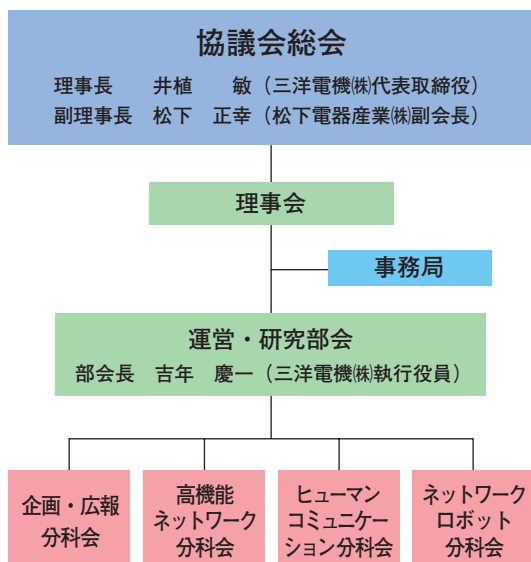 協議会総会
理事長 井植 敏（三洋電機㈱代表取締役）
副理事長 松下 正幸（松下電器産業㈱副会長）
理事会
事務局
運営・研究部会
部会長 吉年 慶一（三洋電機㈱執行役員）
企画・広報
分科会
高機能
ネットワーク
分科会
ヒューマン
コミュニケー
ション分科会
ネットワーク
ロボット
分科会